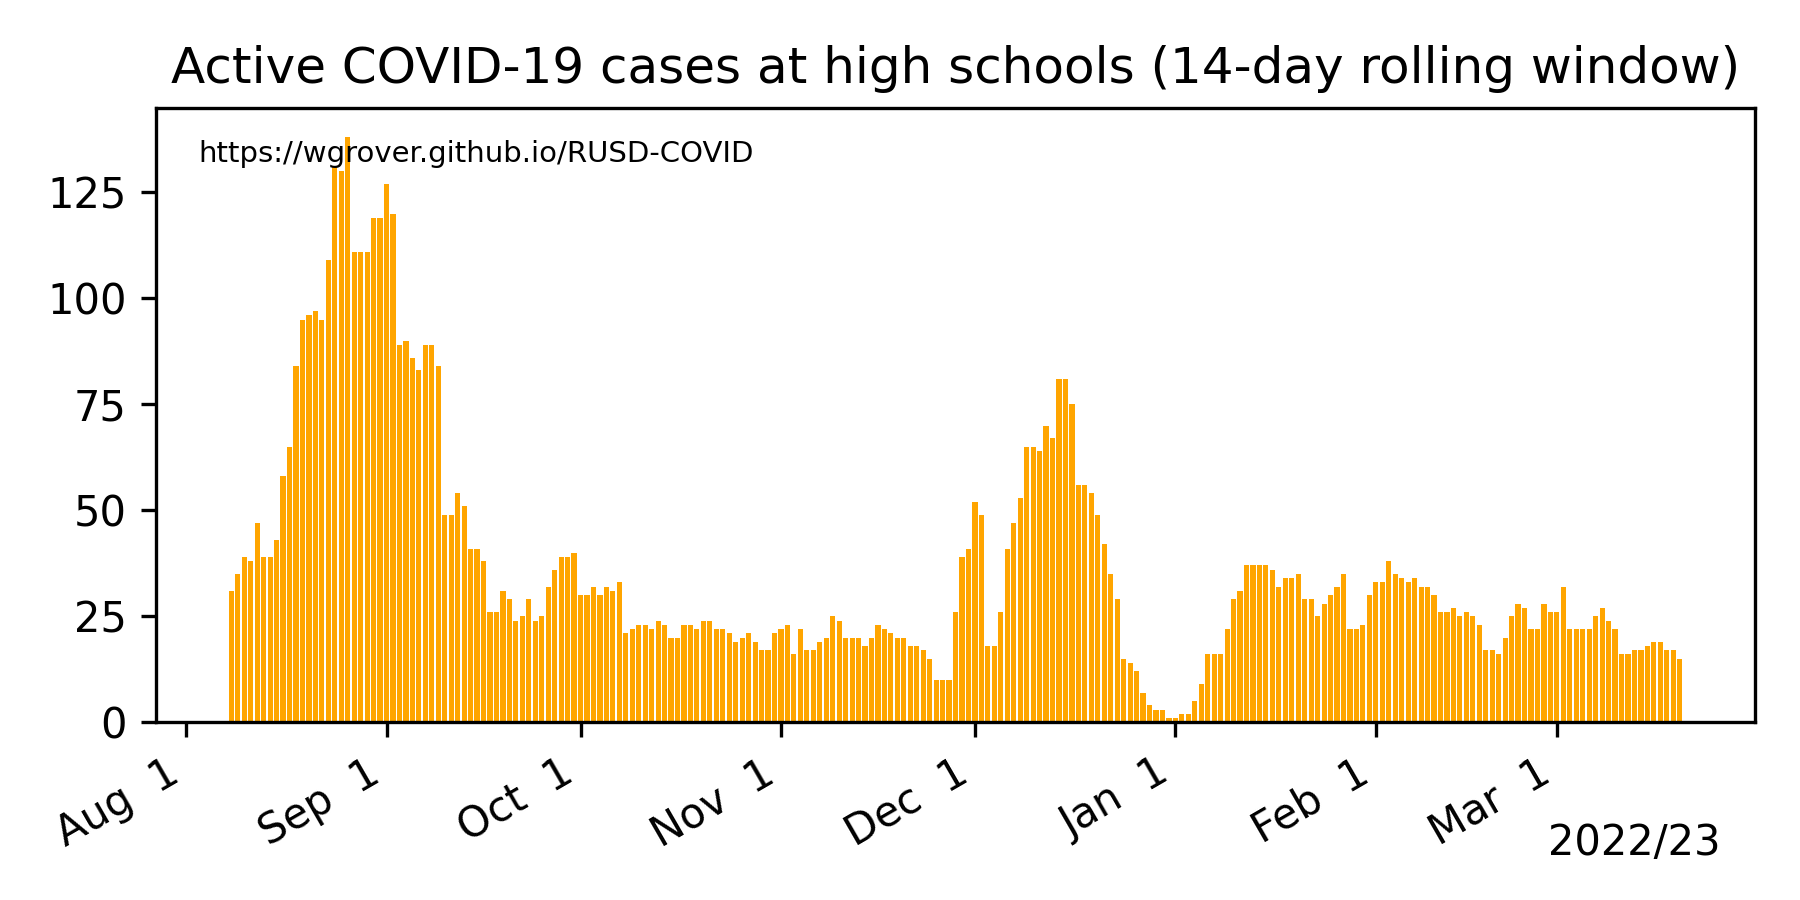 Active COVID-19 cases at high schools (14-day rolling window)
https://wgrover.github.io/RUSD-COVID
125
100
75
50
25
0
Aug 1
Sep 1
Oct 1
Nov 1
Dec 1
Jan 1
Feb 1
Mar 1
2022/23